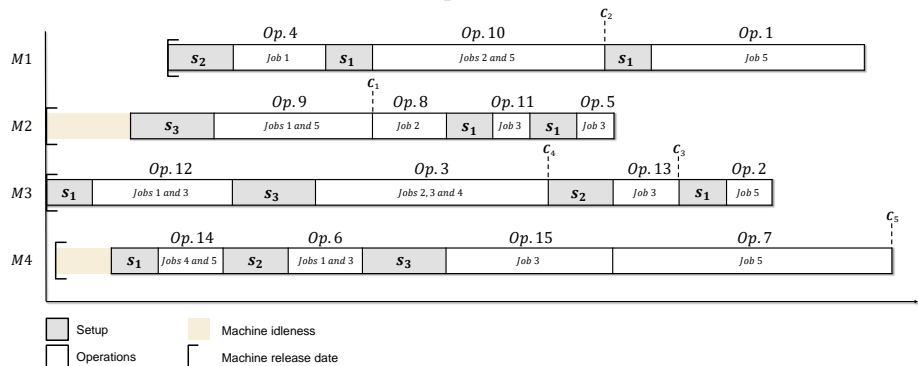 C₂
Op. 4 Op. 10 Op. 1
M1 s₂ Job 1 s₁ Jobs 2 and 5 s₁ Job 5
C₁
Op. 9 Op. 8 Op. 11 Op. 5
M2 s₃ Jobs 1 and 5 Job 2 s₁ Job 3 s₁ Job 3
C₄ C₃
Op. 12 Op. 3 Op. 13 Op. 2
M3 s₁ Jobs 1 and 3 s₃ Jobs 2, 3 and 4 s₂ Job 3 s₁ Job 5
C₅
Op. 14 Op. 6 Op. 15 Op. 7
M4 s₁ Jobs 4 and 5 s₂ Jobs 1 and 3 s₃ Job 3 Job 5
Setup Machine idleness
Operations Machine release date